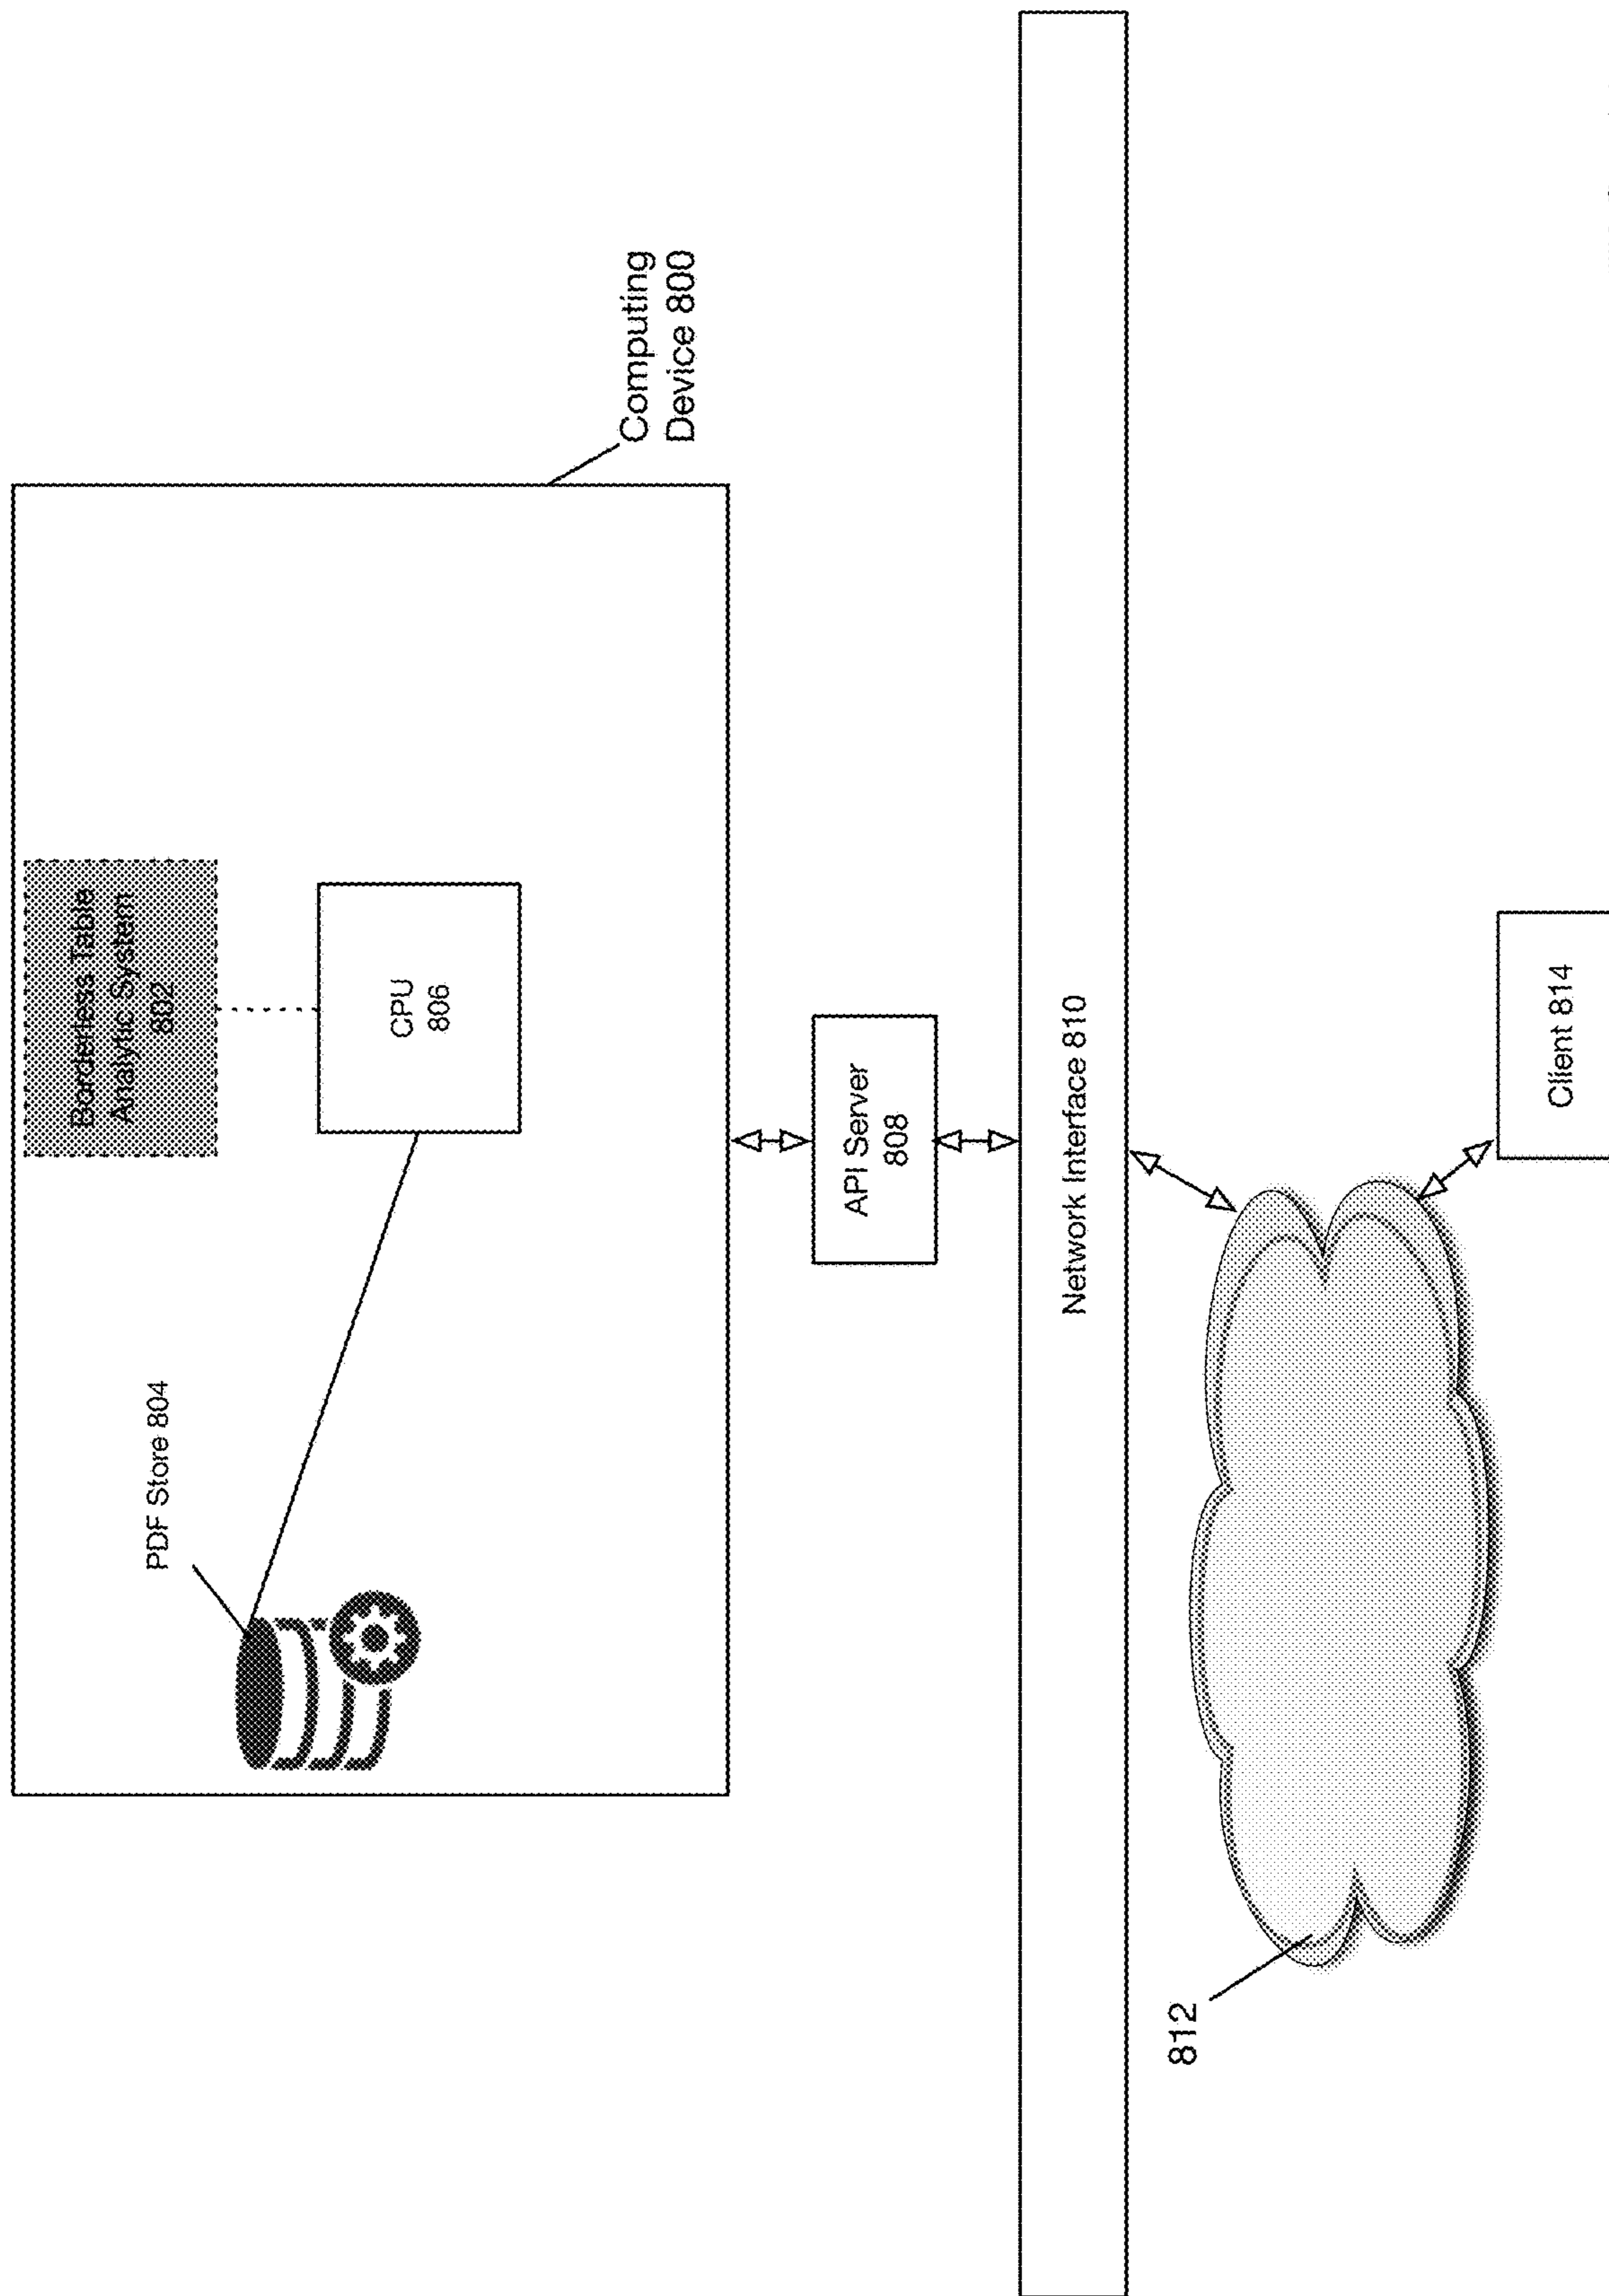 Borderless Table
Analytic System
802
PDF Store 804
CPU
806
Computing
Device 800
API Server
808
Network Interface 810
812
Client 814